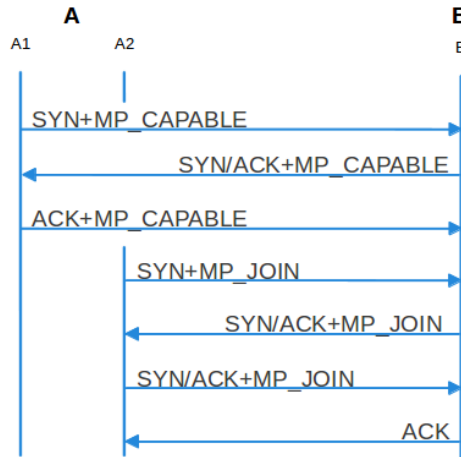 A B
A1 A2
SYN+MP_CAPABLE
SYN/ACK+MP_CAPABLE
ACK+MP_CAPABLE
SYN+MP_JOIN
SYN/ACK+MP_JOIN
SYN/ACK+MP_JOIN
ACK